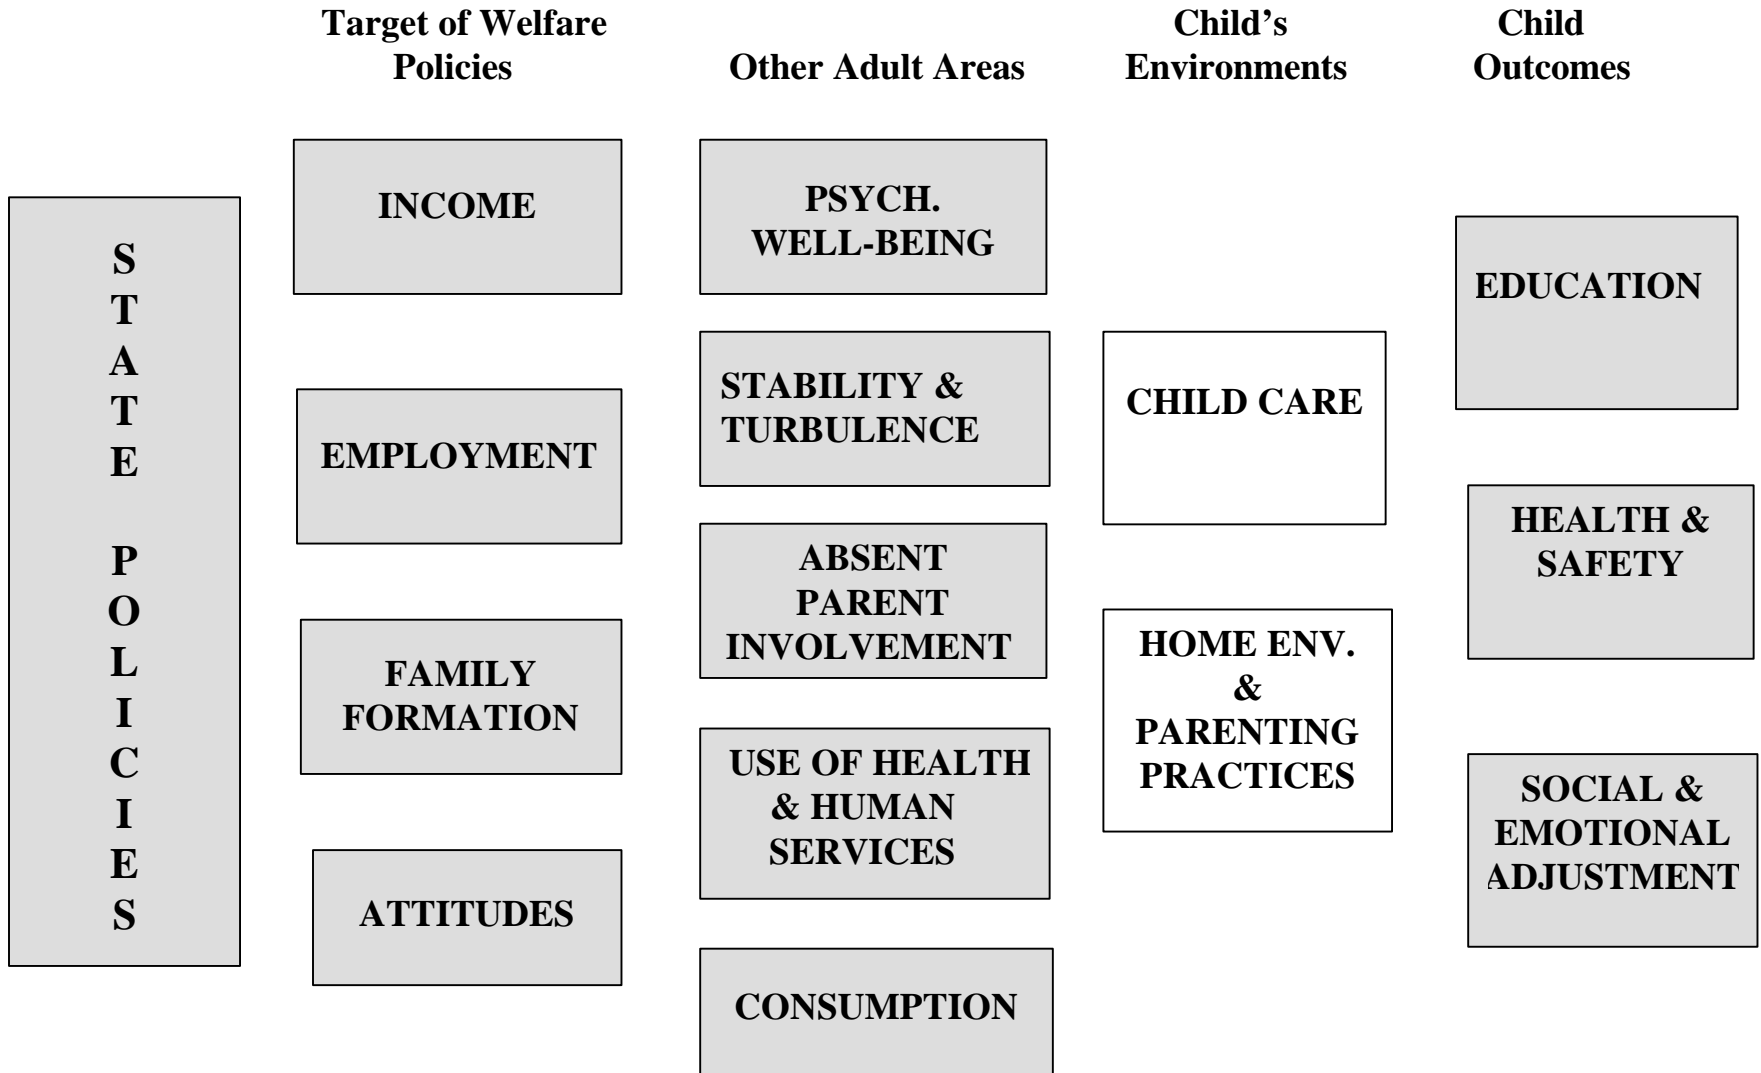 Target of Welfare
Policies
Other Adult Areas
Child’s
Environments
Child
Outcomes
STATE POLICIES
INCOME
EMPLOYMENT
FAMILY
FORMATION
ATTITUDES
PSYCH.
WELL-BEING
STABILITY &
TURBULENCE
ABSENT
PARENT
INVOLVEMENT
USE OF HEALTH
& HUMAN
SERVICES
CONSUMPTION
CHILD CARE
HOME ENV.
&
PARENTING
PRACTICES
EDUCATION
HEALTH &
SAFETY
SOCIAL &
EMOTIONAL
ADJUSTMENT